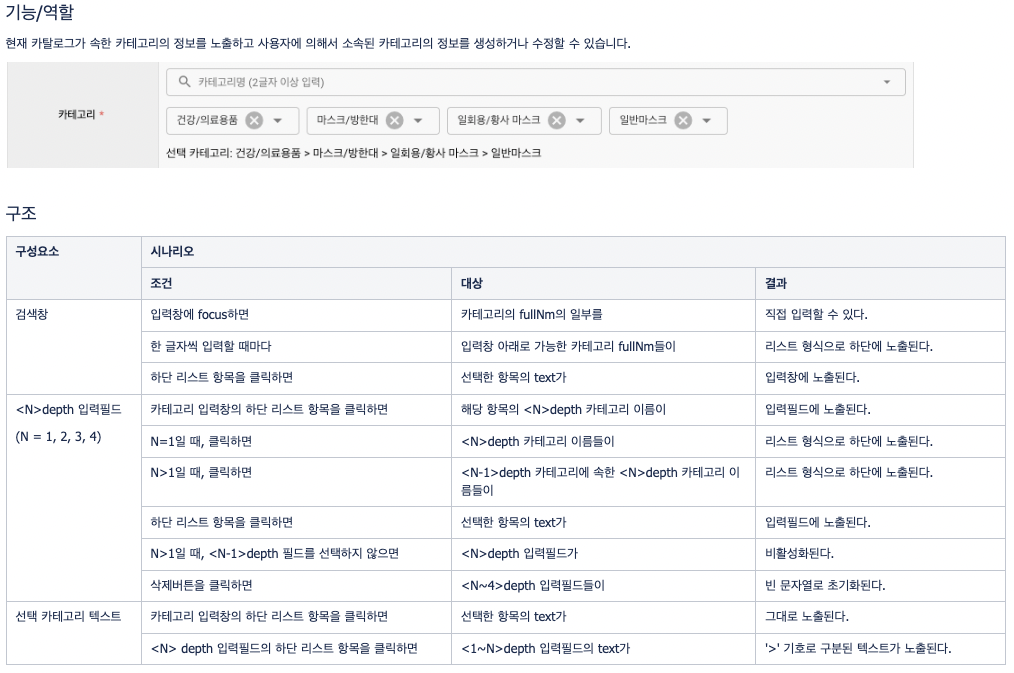 기능/역할
현재 카탈로그가 속한 카테고리의 정보를 노출하고 사용자에 의해서 소속된 카테고리의 정보를 생성하거나 수정할 수 있습니다.
카테고리 *
카테고리명 (2글자 이상 입력)
건강/의료용품 마스크/방한대 일회용/황사 마스크 일반마스크
선택 카테고리: 건강/의료용품 > 마스크/방한대 > 일회용/황사 마스크 > 일반마스크
구조
구성요소 시나리오
조건 대상 결과
검색창 입력창에 focus하면 카테고리의 fullNm의 일부를 직접 입력할 수 있다.
한 글자씩 입력할 때마다 입력창 아래로 가능한 카테고리 fullNm들이 리스트 형식으로 하단에 노출된다.
하단 리스트 항목을 클릭하면 선택한 항목의 text가 입력창에 노출된다.
<N>depth 입력필드 카테고리 입력창의 하단 리스트 항목을 클릭하면 해당 항목의 <N>depth 카테고리 이름이 입력필드에 노출된다.
(N = 1, 2, 3, 4) N=1일 때, 클릭하면 <N>depth 카테고리 이름들이 리스트 형식으로 하단에 노출된다.
N>1일 때, 클릭하면 <N-1>depth 카테고리에 속한 <N>depth 카테고리 이 리스트 형식으로 하단에 노출된다.
름들이
하단 리스트 항목을 클릭하면 선택한 항목의 text가 입력필드에 노출된다.
N>1일 때, <N-1>depth 필드를 선택하지 않으면 <N>depth 입력필드가 비활성화된다.
삭제버튼을 클릭하면 <N~4>depth 입력필드들이 빈 문자열로 초기화된다.
선택 카테고리 텍스트 카테고리 입력창의 하단 리스트 항목을 클릭하면 선택한 항목의 text가 그대로 노출된다.
<N> depth 입력필드의 하단 리스트 항목을 클릭하면 <1~N>depth 입력필드의 text가 '>' 기호로 구분된 텍스트가 노출된다.